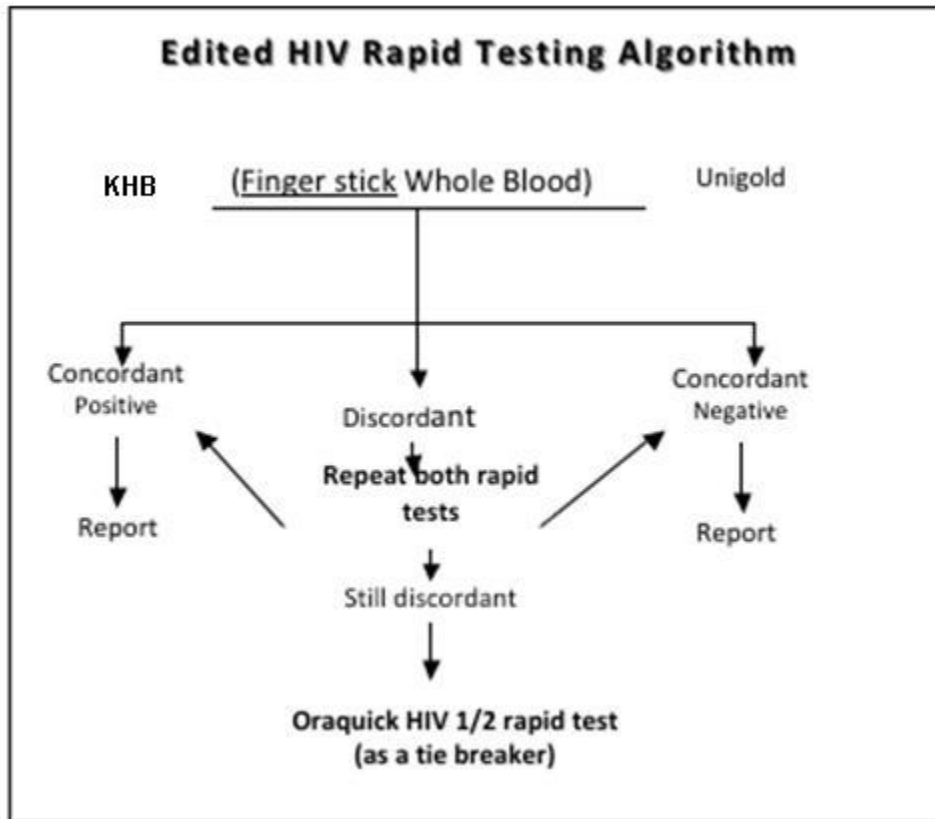 Edited HIV Rapid Testing Algorithm
KHB (Finger stick Whole Blood) Unigold
Concordant
Positive
Discordant
Concordant
Negative
Repeat both rapid
tests
Report
Report
Still discordant
Oraquick HIV 1/2 rapid test
(as a tie breaker)